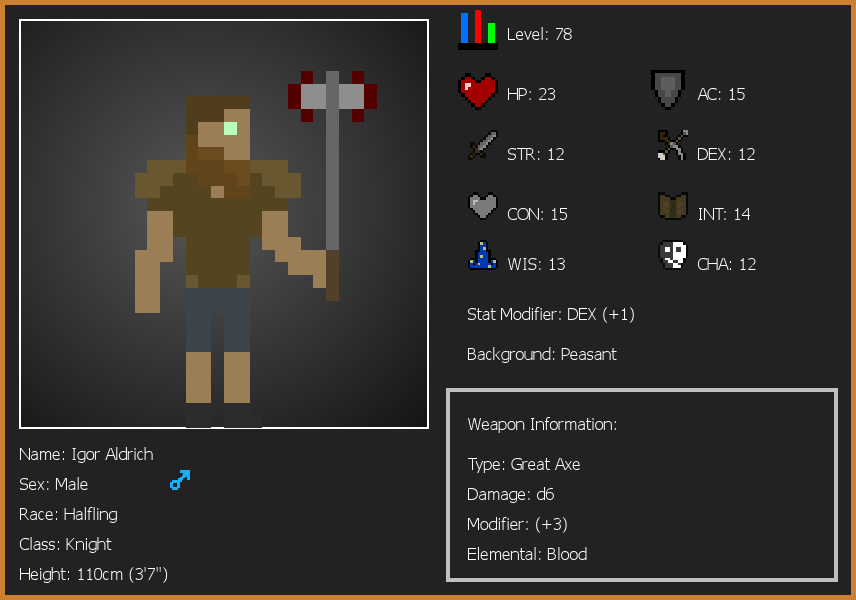 Level: 78
HP: 23
AC: 15
STR: 12
DEX: 12
CON: 15
INT: 14
WIS: 13
CHA: 12
Stat Modifier: DEX (+1)
Background: Peasant
Weapon Information:
Type: Great Axe
Damage: d6
Modifier: (+3)
Elemental: Blood
Name: Igor Aldrich
Sex: Male
Race: Halfling
Class: Knight
Height: 110cm (3'7")